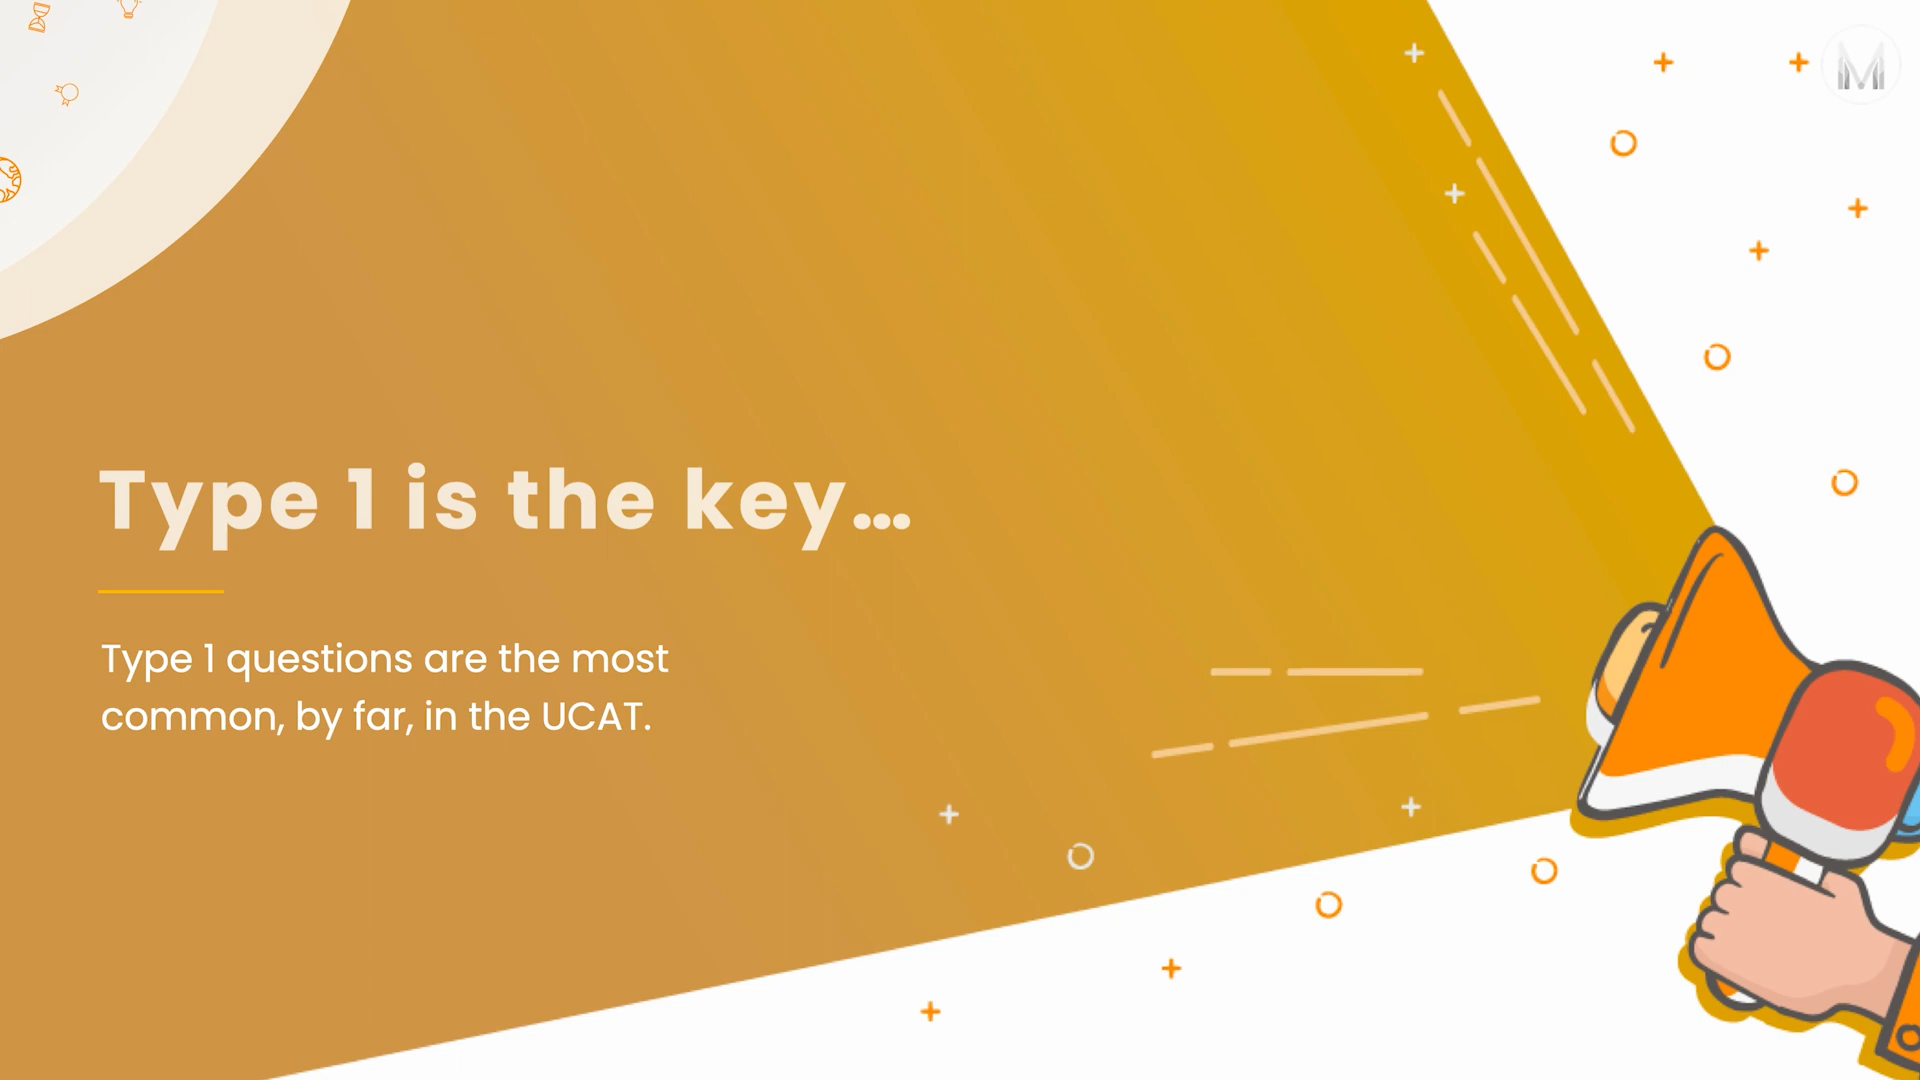 Type 1 is the key...
Type 1 questions are the most
common, by far, in the UCAT.
M